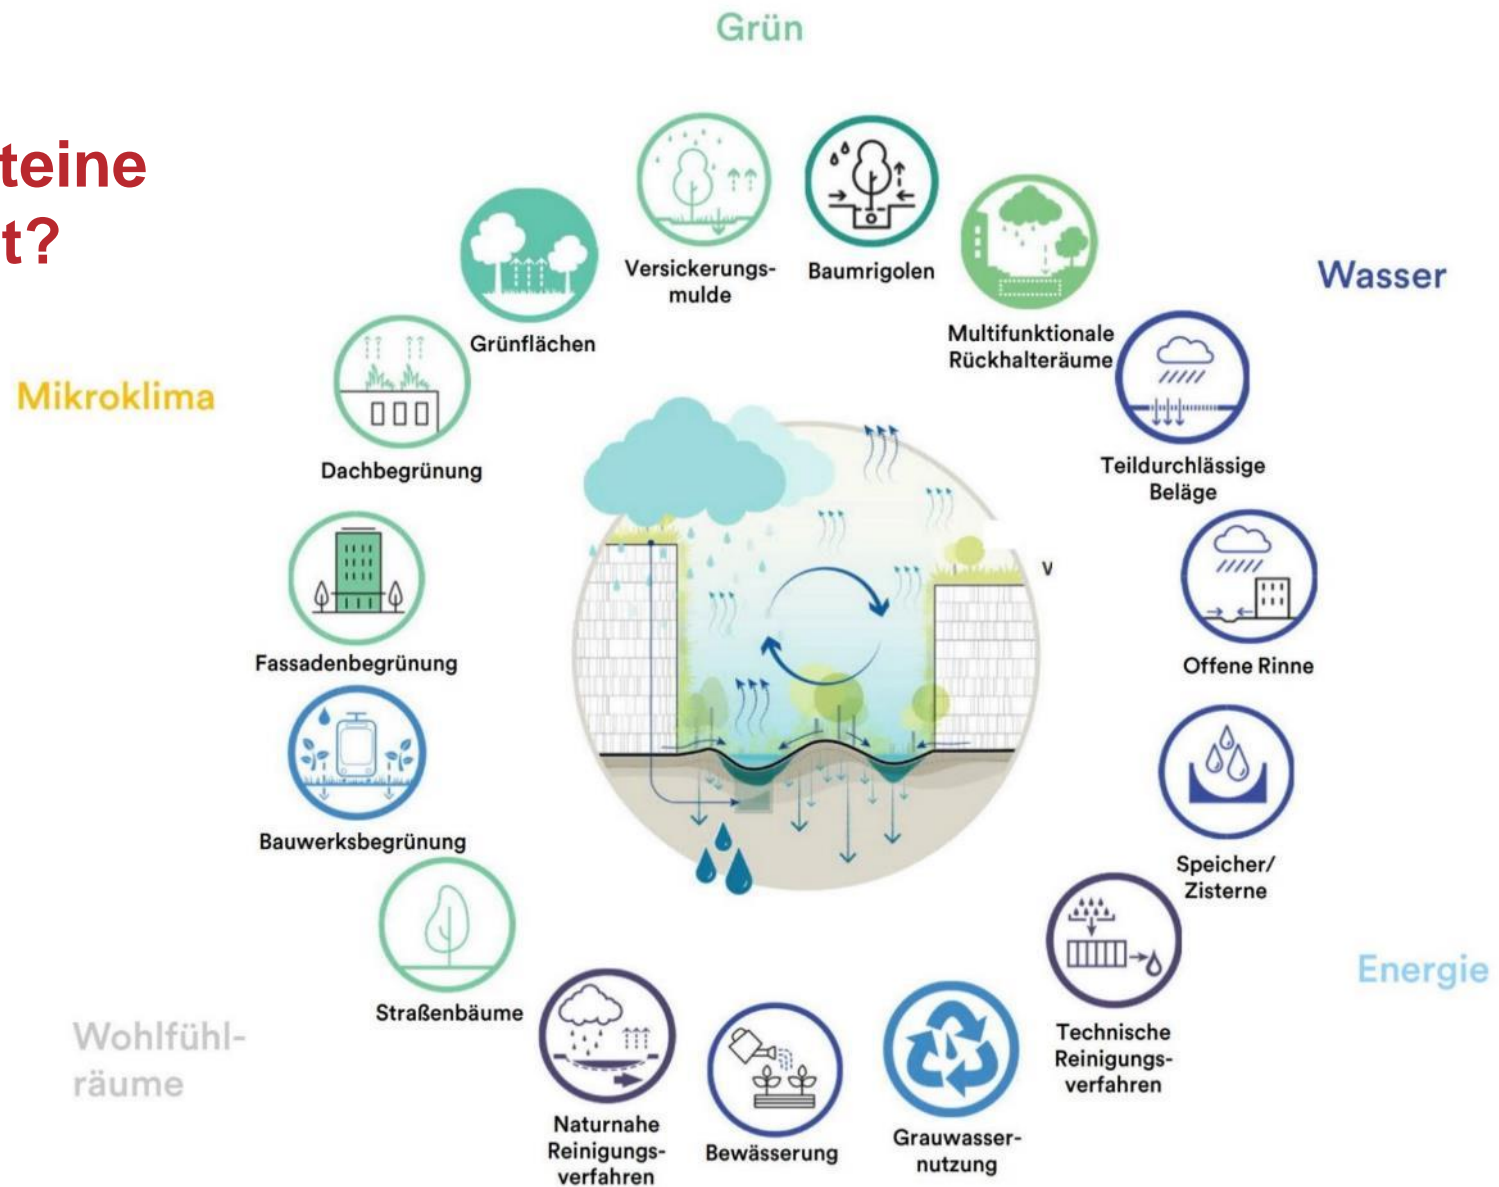 Grün
teine
t?
Versickerungs-
mulde
Baumrigolen
Wasser
Grünflächen
Multifunktionale
Rückhalteräume
Mikroklima
Dachbegrünung
Teildurchlässige
Beläge
V
Fassadenbegrünung
Offene Rinne
Bauwerksbegrünung
Speicher/
Zisterne
Energie
Straßenbäume
Wohlfühl-
räume
Technische
Reinigungs-
verfahren
Naturnahe
Reinigungs-
verfahren
Bewässerung
Grauwasser-
nutzung